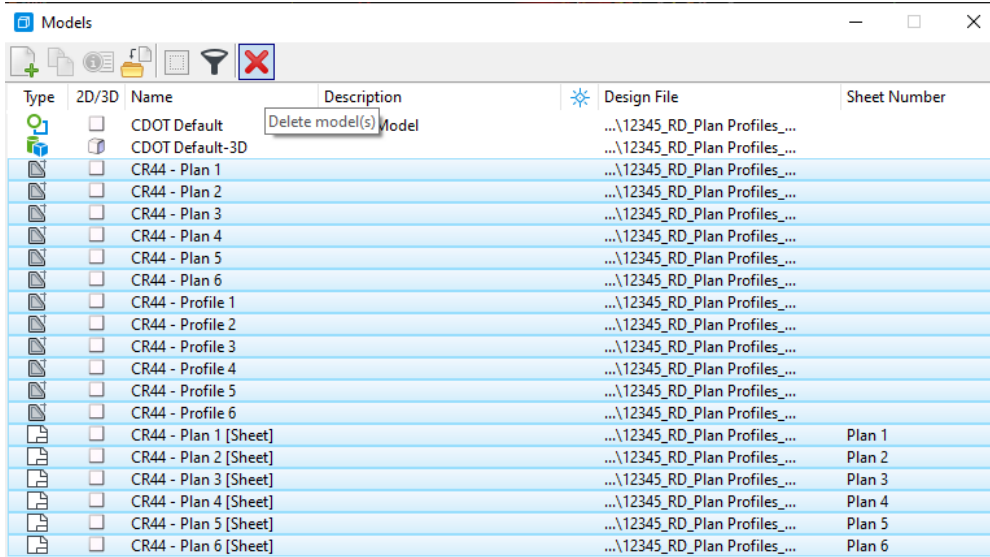 Models
Type 2D/3D Name Description Design File Sheet Number
CDOT Default Model ...\12345_RD_Plan Profiles_...
Delete model(s)
CDOT Default-3D ...\12345_RD_Plan Profiles_...
CR44 - Plan 1 ...\12345_RD_Plan Profiles_...
CR44 - Plan 2 ...\12345_RD_Plan Profiles_...
CR44 - Plan 3 ...\12345_RD_Plan Profiles_...
CR44 - Plan 4 ...\12345_RD_Plan Profiles_...
CR44 - Plan 5 ...\12345_RD_Plan Profiles_...
CR44 - Plan 6 ...\12345_RD_Plan Profiles_...
CR44 - Profile 1 ...\12345_RD_Plan Profiles_...
CR44 - Profile 2 ...\12345_RD_Plan Profiles_...
CR44 - Profile 3 ...\12345_RD_Plan Profiles_...
CR44 - Profile 4 ...\12345_RD_Plan Profiles_...
CR44 - Profile 5 ...\12345_RD_Plan Profiles_...
CR44 - Profile 6 ...\12345_RD_Plan Profiles_...
CR44 - Plan 1 [Sheet] ...\12345_RD_Plan Profiles_... Plan 1
CR44 - Plan 2 [Sheet] ...\12345_RD_Plan Profiles_... Plan 2
CR44 - Plan 3 [Sheet] ...\12345_RD_Plan Profiles_... Plan 3
CR44 - Plan 4 [Sheet] ...\12345_RD_Plan Profiles_... Plan 4
CR44 - Plan 5 [Sheet] ...\12345_RD_Plan Profiles_... Plan 5
CR44 - Plan 6 [Sheet] ...\12345_RD_Plan Profiles_... Plan 6